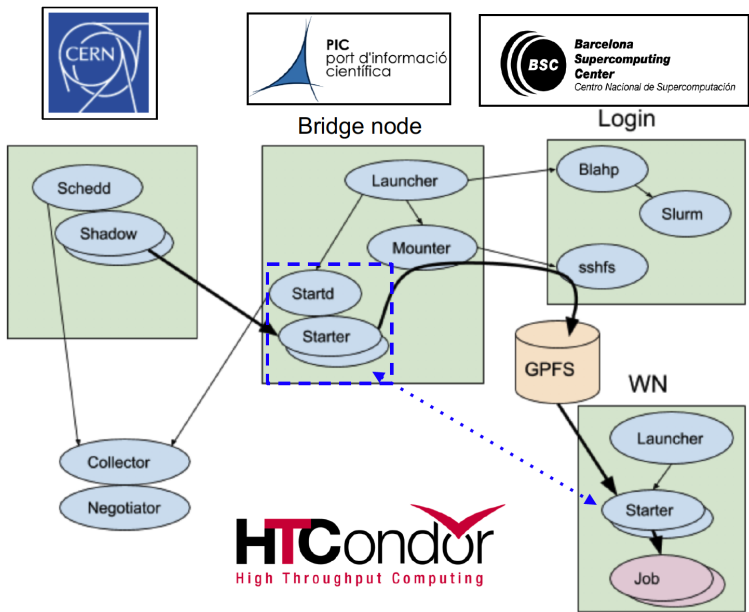 CERN
PIC
port d'informació
científica
BSC
Barcelona
Supercomputing
Center
Centro Nacional de Supercomputación
Bridge node
Login
Schedd
Shadow
Launcher
Mounter
Startd
Starter
Blahp
Slurm
sshfs
GPFS
WN
Launcher
Starter
Job
Collector
Negotiator
HTCondor
High Throughput Computing